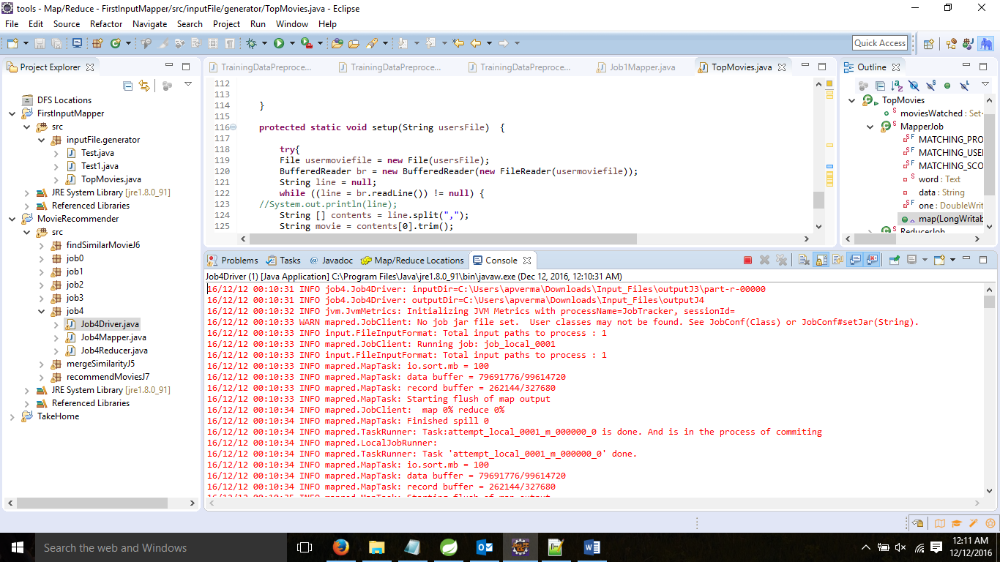 tools - Map/Reduce - FirstInputMapper/src/inputFile/generator/TopMovies.java - Eclipse
File Edit Source Refactor Navigate Search Project Run Window Help
Quick Access
Project Explorer
DFS Locations
FirstInputMapper
src
inputFile.generator
Test.java
Test1.java
TopMovies.java
JRE System Library [jre1.8.0_91]
Referenced Libraries
MovieRecommender
src
findSimilarMovieJ6
job0
job1
job2
job3
job4
Job4Driver.java
Job4Mapper.java
Job4Reducer.java
mergeSimilarityJ5
recommendMoviesJ7
JRE System Library [jre1.8.0_91]
Referenced Libraries
TakeHome
TrainingDataPreproce... TrainingDataPreproce... TrainingDataPreproce... Job1Mapper.java TopMovies.java
112
113
114 }
115
116 protected static void Setup(String usersFile) {
117
118 try{
119 File usermoviefile = new File(usersFile);
120 BufferedReader br = new BufferedReader(new FileReader(usermoviefile));
121 String line = null;
122 while ((line = br.readLine()) != null) {
123 //System.out.println(line);
124 String [] contents = line.split(",");
125 String movie = contents[0].trim();
Outline
TopMovies
moviesWatched : Set
MapperJob
MATCHING_PRO
MATCHING_USE
MATCHING_SCO
word : Text
data : String
one : DoubleWrit
map(LongWritab
ReducerJob
Problems Tasks Javadoc Map/Reduce Locations Console
Job4Driver (1) [Java Application] C:\Program Files\Java\jre1.8.0_91\bin\javaw.exe (Dec 12, 2016, 12:10:31 AM)
16/12/12 00:10:31 INFO job4.Job4Driver: inputDir=C:\Users\apverma\Downloads\Input_Files\outputJ3\part-r-00000
16/12/12 00:10:31 INFO job4.Job4Driver: outputDir=C:\Users\apverma\Downloads\Input_Files\outputJ4
16/12/12 00:10:32 INFO jvm.JvmMetrics: Initializing JVM Metrics with processName=JobTracker, sessionId=
16/12/12 00:10:33 WARN mapred.JobClient: No job jar file set.  User classes may not be found. See JobConf(Class) or JobConf#setJar(String).
16/12/12 00:10:33 INFO input.FileInputFormat: Total input paths to process : 1
16/12/12 00:10:33 INFO mapred.JobClient: Running job: job_local_0001
16/12/12 00:10:33 INFO input.FileInputFormat: Total input paths to process : 1
16/12/12 00:10:33 INFO mapred.MapTask: io.sort.mb = 100
16/12/12 00:10:33 INFO mapred.MapTask: data buffer = 79691776/99614720
16/12/12 00:10:33 INFO mapred.MapTask: record buffer = 262144/327680
16/12/12 00:10:33 INFO mapred.MapTask: Starting flush of map output
16/12/12 00:10:34 INFO mapred.JobClient:  map 0% reduce 0%
16/12/12 00:10:34 INFO mapred.MapTask: Finished spill 0
16/12/12 00:10:34 INFO mapred.TaskRunner: Task:attempt_local_0001_m_000000_0 is done. And is in the process of commiting
16/12/12 00:10:34 INFO mapred.LocalJobRunner:
16/12/12 00:10:34 INFO mapred.TaskRunner: Task 'attempt_local_0001_m_000000_0' done.
16/12/12 00:10:34 INFO mapred.MapTask: io.sort.mb = 100
16/12/12 00:10:34 INFO mapred.MapTask: data buffer = 79691776/99614720
16/12/12 00:10:34 INFO mapred.MapTask: record buffer = 262144/327680
16/12/12 00:10:35 INFO mapred.MapTask: Starting flush of map output
Search the web and Windows
12:11 AM
12/12/2016